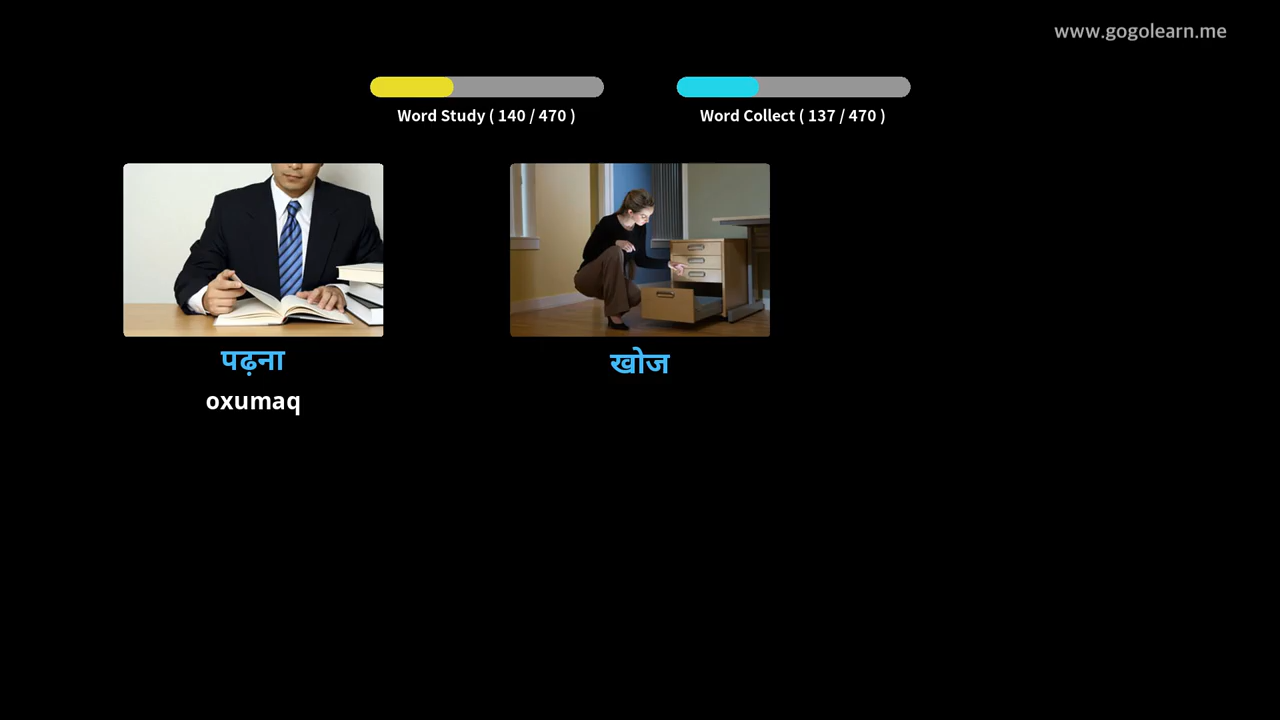 www.gogolearn.me
Word Study ( 140 / 470 )
Word Collect ( 137 / 470 )
पढ़ना
oxumaq
खोज